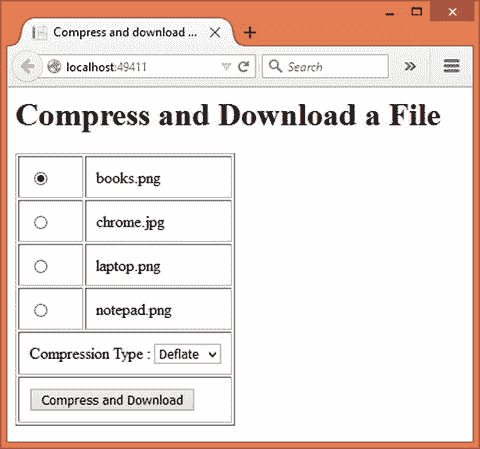 Compress and download ...
localhost:49411
Search
Compress and Download a File
books.png
chrome.jpg
laptop.png
notepad.png
Compression Type : Deflate
Compress and Download